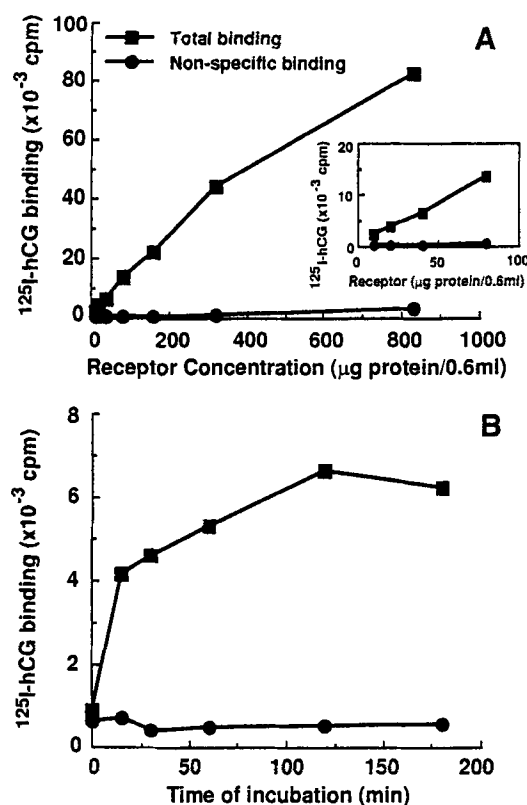 A
Total binding
Non-specific binding
¹²⁵I-hCG binding (x10⁻³ cpm)
100
80
60
40
20
0
0 200 400 600 800 1000
Receptor Concentration (μg protein/0.6ml)
¹²⁵I-hCG (x10⁻³ cpm)
20
10
0
0 50 100
Receptor (μg protein/0.6ml)
B
¹²⁵I-hCG binding (x10⁻³ cpm)
8
6
4
2
0
0 50 100 150 200
Time of incubation (min)